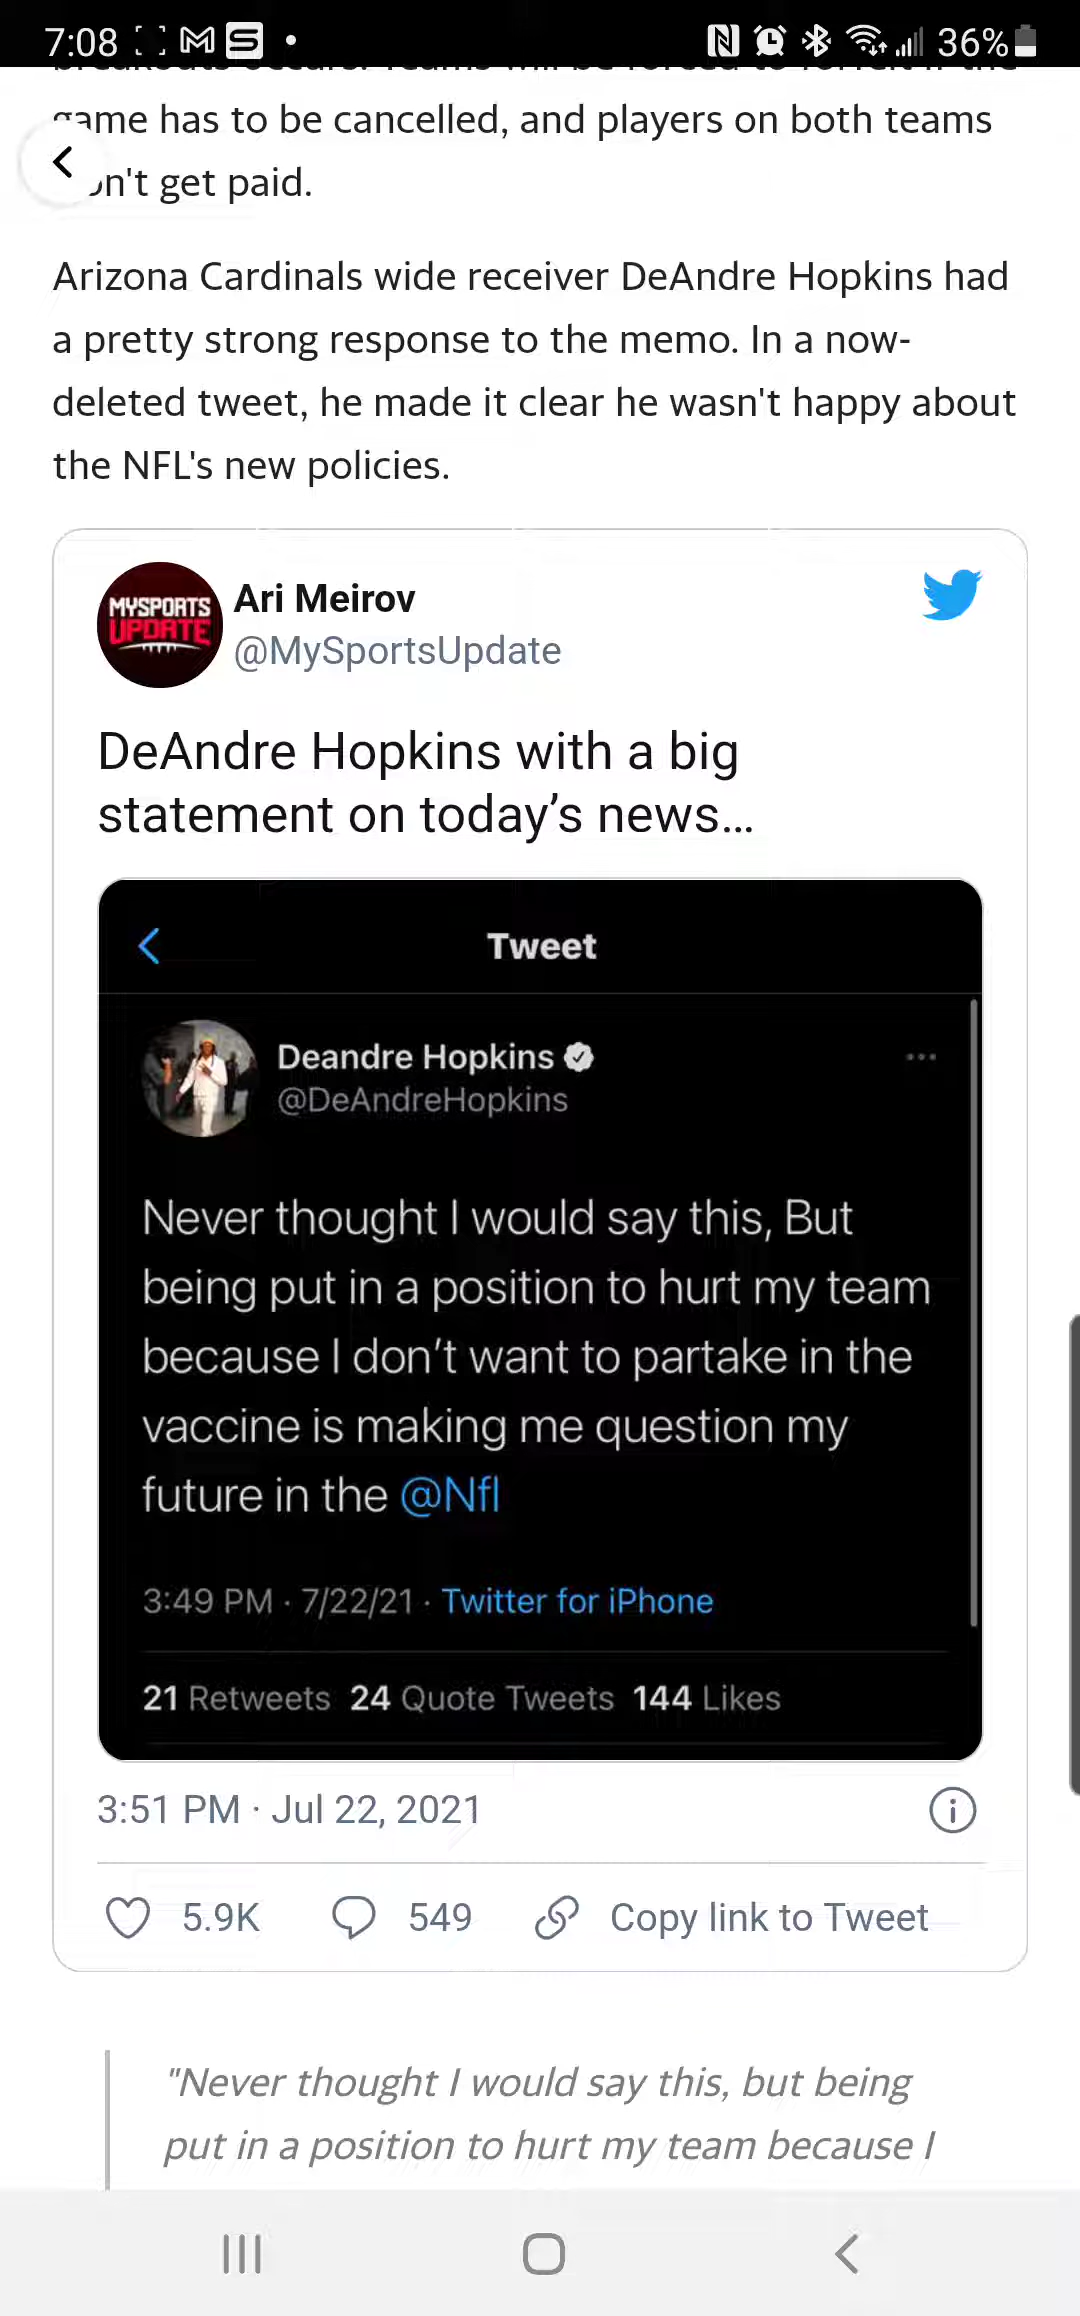 7:08 M S 36%
game has to be cancelled, and players on both teams
n't get paid.
Arizona Cardinals wide receiver DeAndre Hopkins had
a pretty strong response to the memo. In a now-
deleted tweet, he made it clear he wasn't happy about
the NFL's new policies.
MYSPORTS
UPDATE
Ari Meirov
@MySportsUpdate
DeAndre Hopkins with a big
statement on today’s news...
Tweet
Deandre Hopkins
@DeAndreHopkins
Never thought I would say this, But
being put in a position to hurt my team
because I don’t want to partake in the
vaccine is making me question my
future in the @Nfl
3:49 PM · 7/22/21 · Twitter for iPhone
21 Retweets 24 Quote Tweets 144 Likes
3:51 PM · Jul 22, 2021
5.9K 549 Copy link to Tweet
"Never thought I would say this, but being
put in a position to hurt my team because I